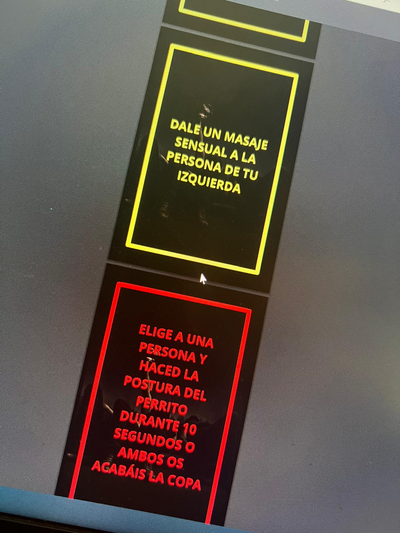 DALE UN MASAJE
SENSUAL A LA
PERSONA DE TU
IZQUIERDA
ELIGE A UNA
PERSONA Y
HACED LA
POSTURA DEL
PERRITO
DURANTE 10
SEGUNDOS O
AMBOS OS
ACABÁIS LA COPA